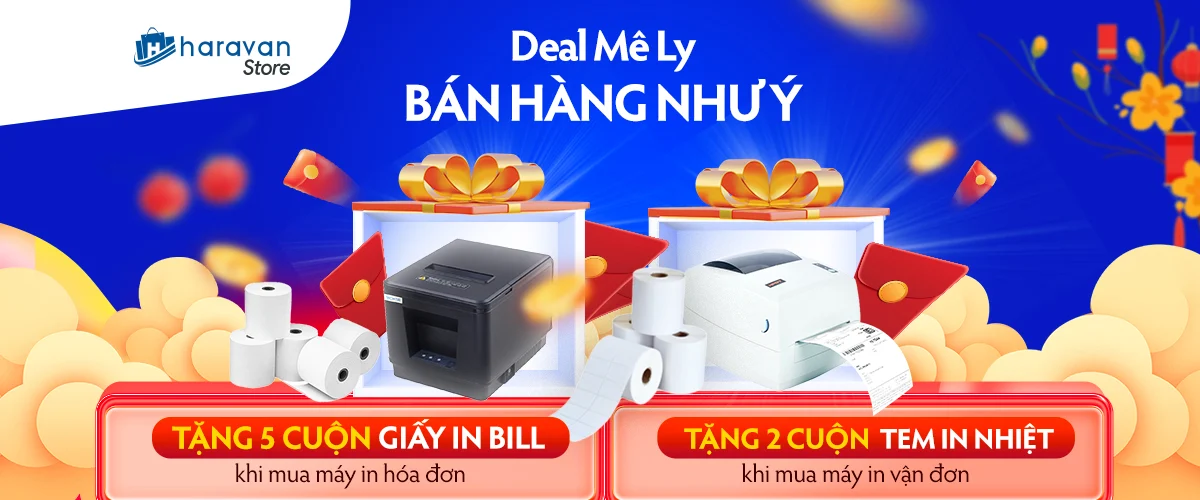 haravan
Store
Deal Mê Ly
BÁN HÀNG NHƯ Ý
TẶNG 5 CUỘN GIẤY IN BILL
khi mua máy in hóa đơn
TẶNG 2 CUỘN TEM IN NHIỆT
khi mua máy in vận đơn